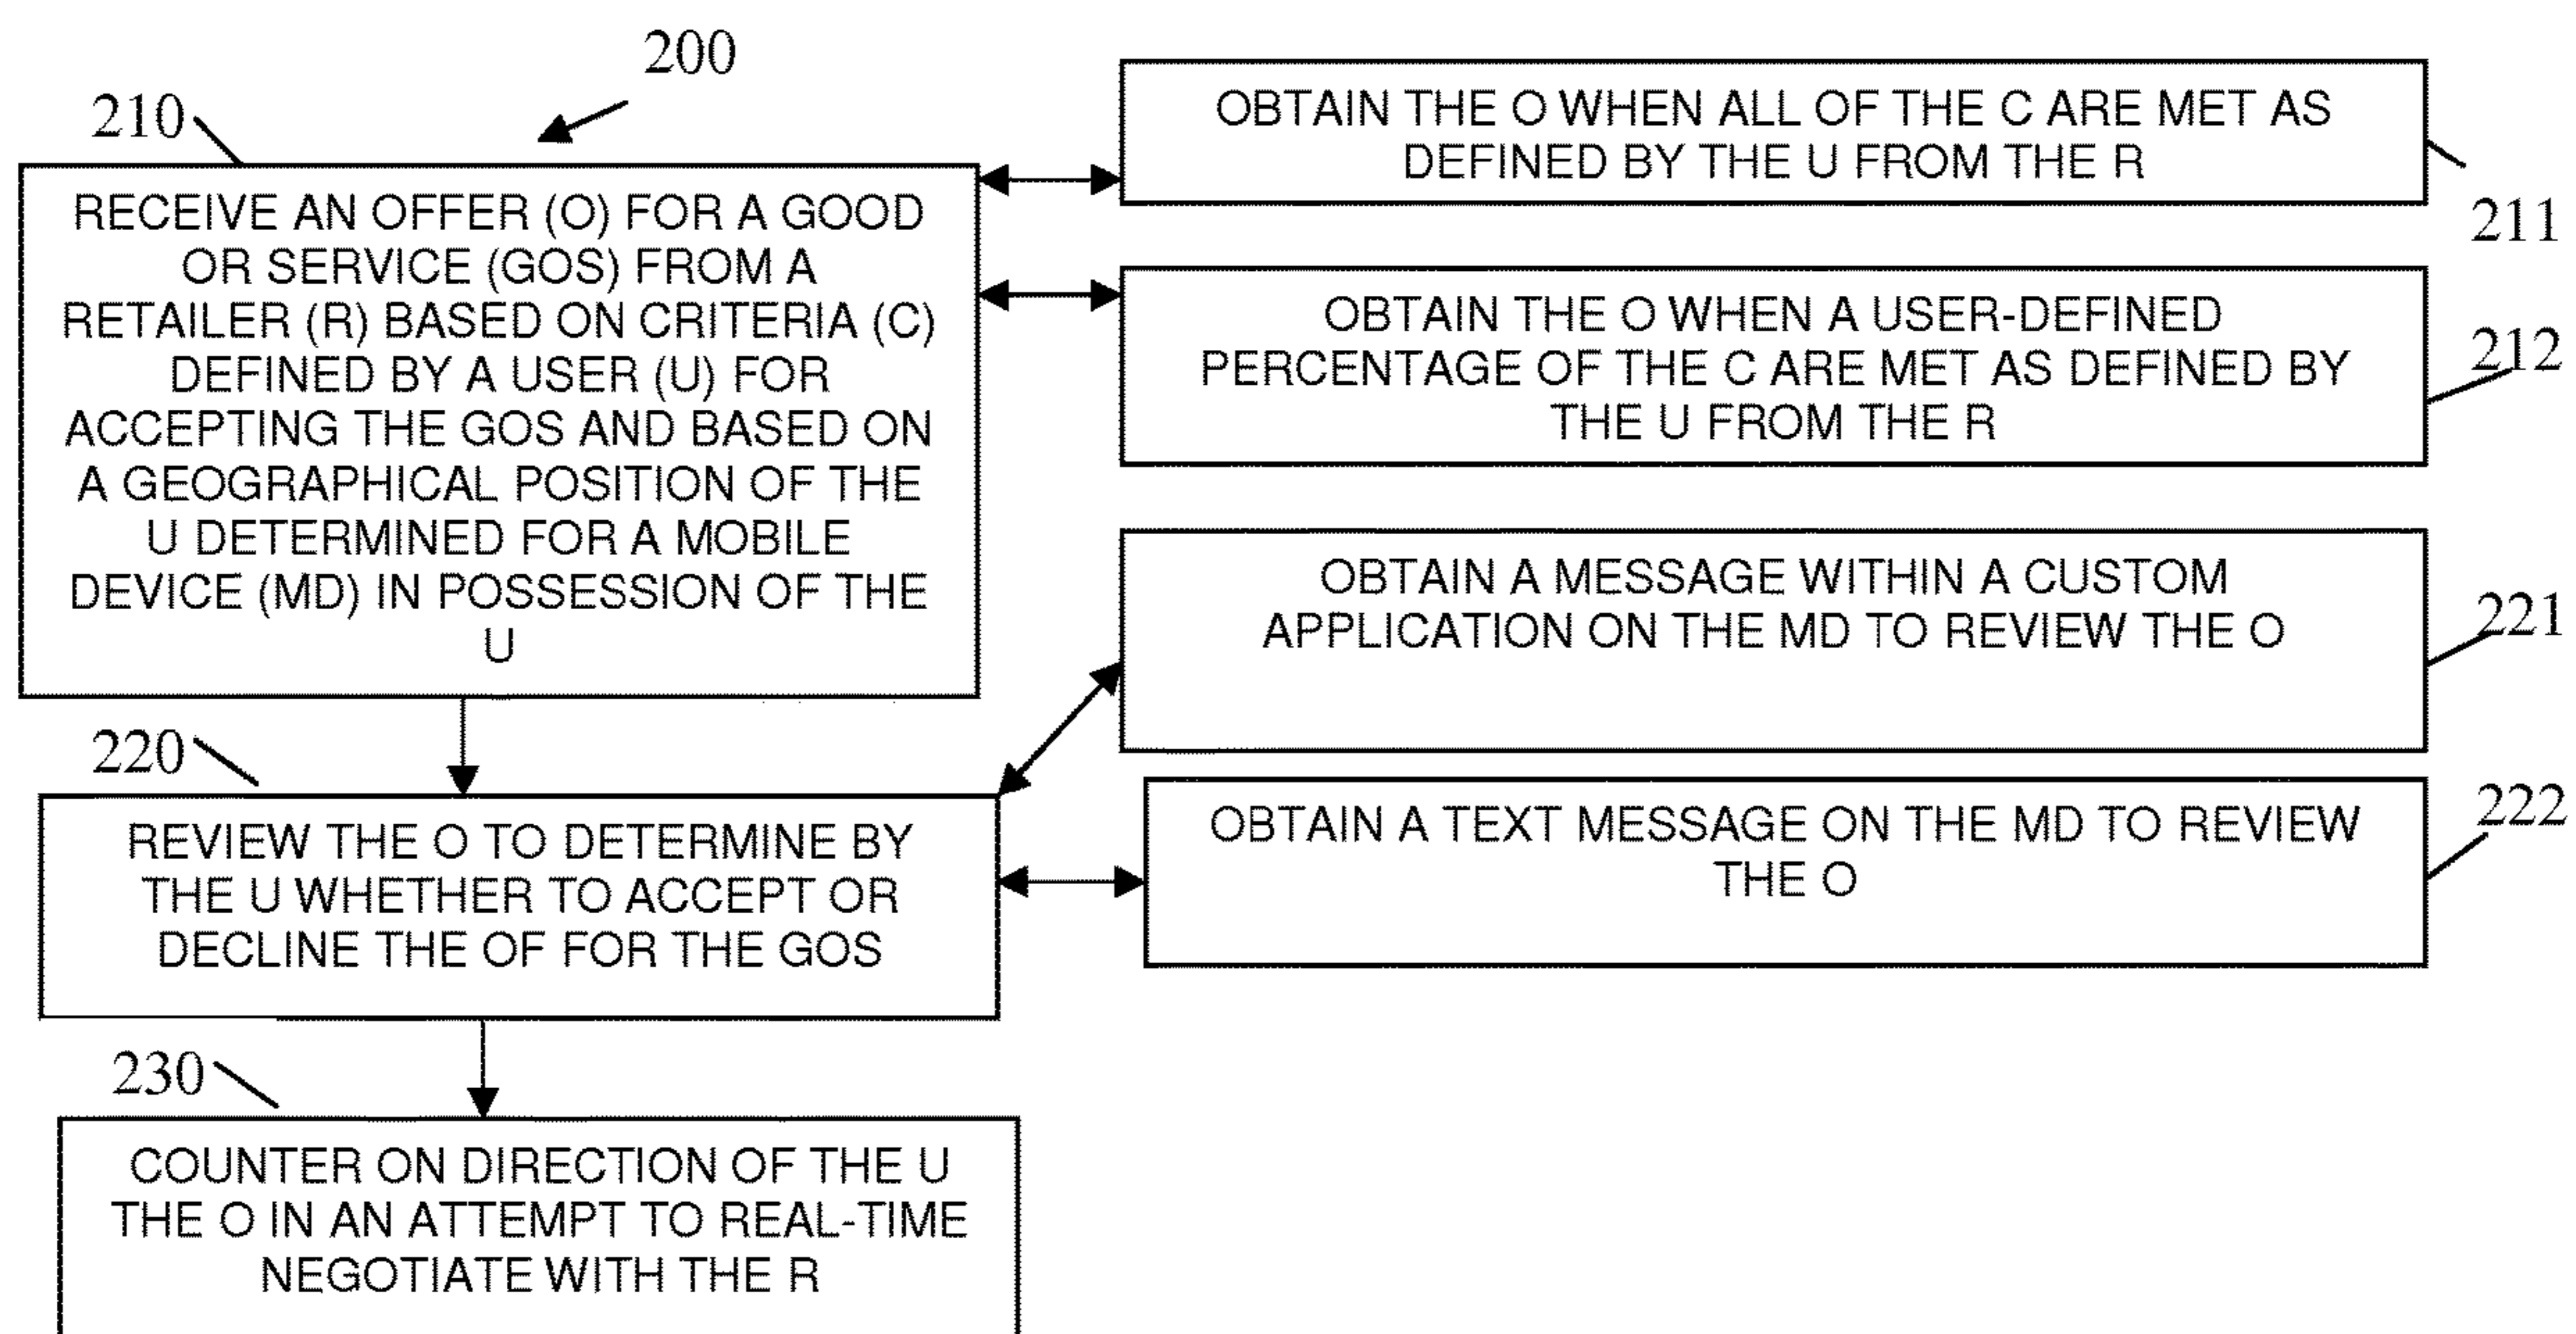 200
210
RECEIVE AN OFFER (O) FOR A GOOD
OR SERVICE (GOS) FROM A
RETAILER (R) BASED ON CRITERIA (C)
DEFINED BY A USER (U) FOR
ACCEPTING THE GOS AND BASED ON
A GEOGRAPHICAL POSITION OF THE
U DETERMINED FOR A MOBILE
DEVICE (MD) IN POSSESSION OF THE
U
OBTAIN THE O WHEN ALL OF THE C ARE MET AS
DEFINED BY THE U FROM THE R
211
OBTAIN THE O WHEN A USER-DEFINED
PERCENTAGE OF THE C ARE MET AS DEFINED BY
THE U FROM THE R
212
220
REVIEW THE O TO DETERMINE BY
THE U WHETHER TO ACCEPT OR
DECLINE THE OF FOR THE GOS
OBTAIN A MESSAGE WITHIN A CUSTOM
APPLICATION ON THE MD TO REVIEW THE O
221
OBTAIN A TEXT MESSAGE ON THE MD TO REVIEW
THE O
222
230
COUNTER ON DIRECTION OF THE U
THE O IN AN ATTEMPT TO REAL-TIME
NEGOTIATE WITH THE R